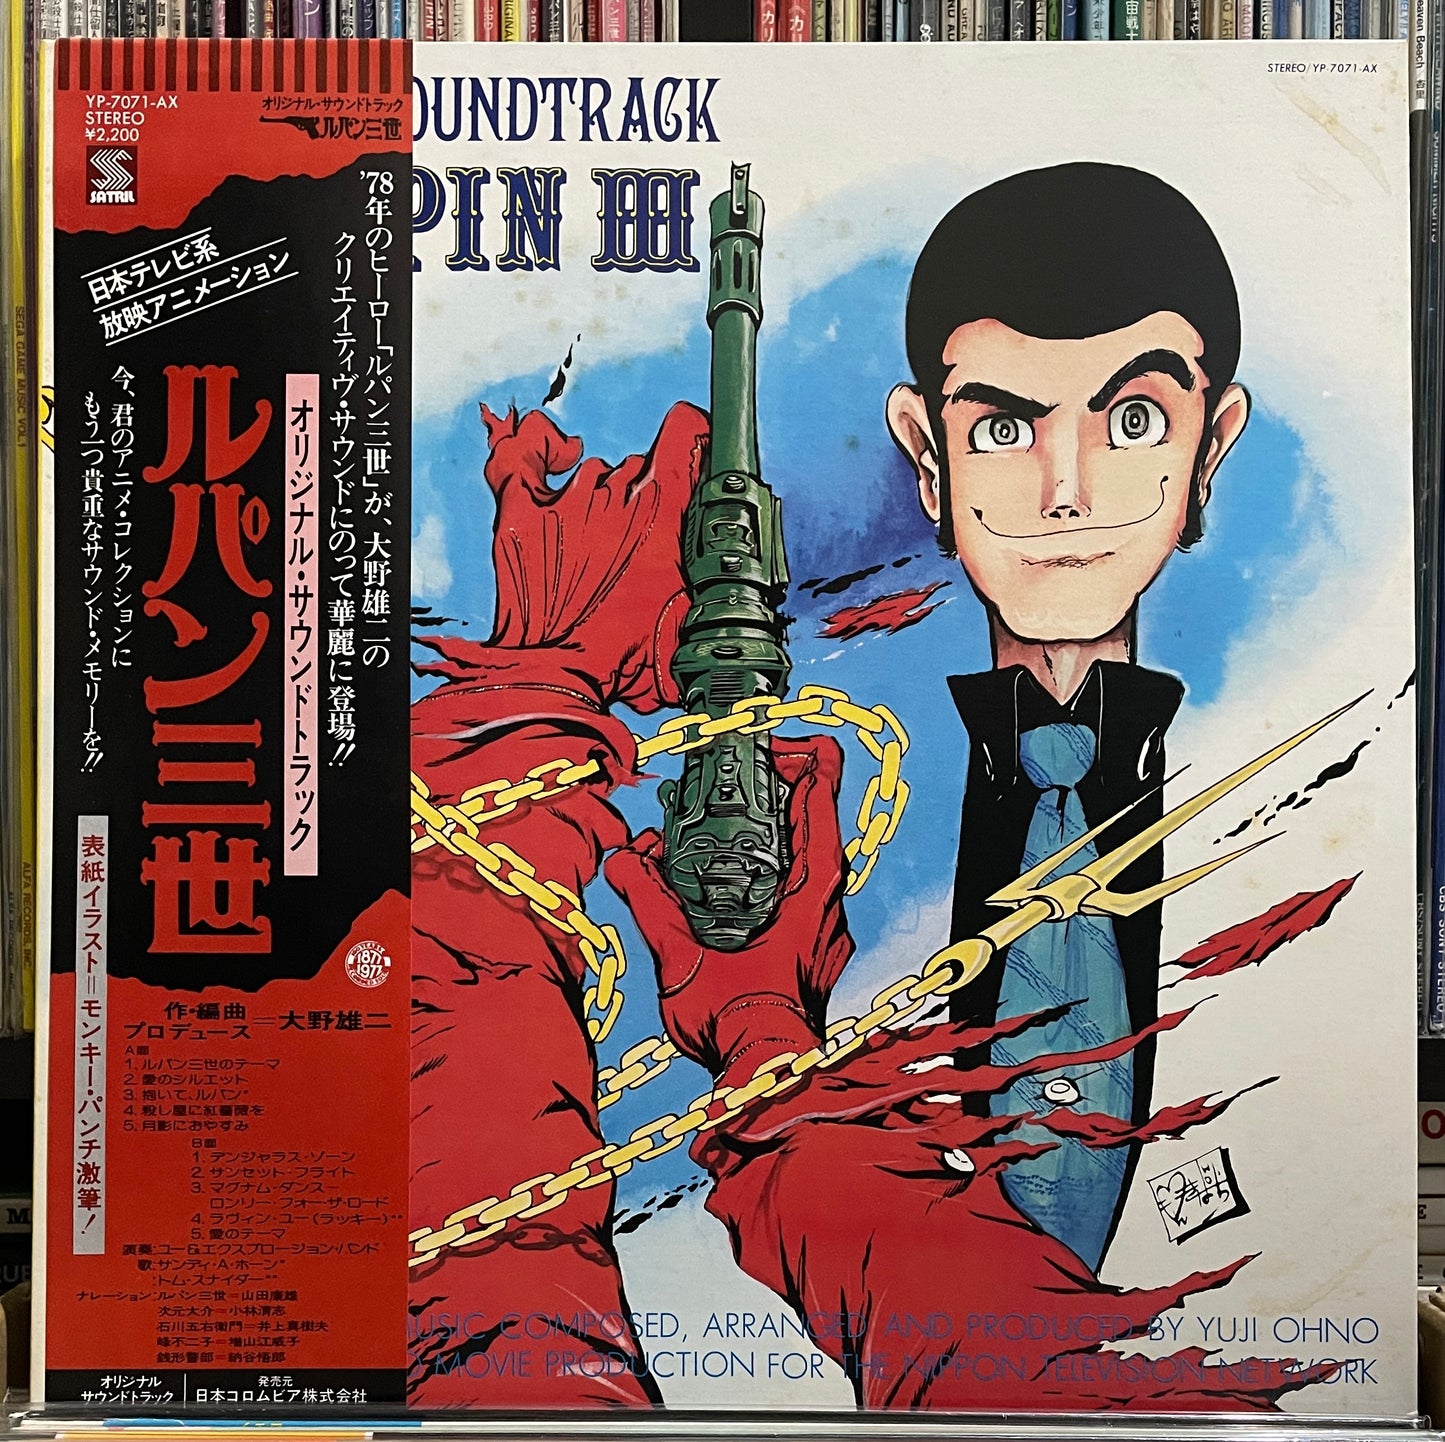 YP-7071-AX
STEREO
¥2,200
SATRIL
オリジナル・サウンドトラック
ルパン三世
'78年のヒーロー「ルパン三世」が、大野雄二の
クリエイティヴ・サウンドにのって華麗に登場!!
日本テレビ系
放映アニメーション
オリジナル・サウンドトラック
ルパン三世
今、君のアニメ・コレクションに
もう一つ貴重なサウンド・メモリーを!!
表紙イラスト=モンキー・パンチ激筆!
1877
1977
作・編曲
プロデュース=大野雄二
A面
1. ルパン三世のテーマ
2. 愛のシルエット
3. 抱いて、ルパン*
4. 殺し屋に紅薔薇を
5. 月影におやすみ
B面
1. デンジャラス・ゾーン
2. サンセット・フライト
3. マグナム・ダンス―
ロンリー・フォー・ザ・ロード
4. ラヴィン・ユー(ラッキー)**
5. 愛のテーマ
演奏:ユー&エクスプロージョン・バンド
歌:サンディ・A・ホーン*
:トム・スナイダー**
ナレーション:ルパン三世=山田康雄
次元大介=小林清志
石川五右衛門=井上真樹夫
峰不二子=増山江威子
銭形警部=納谷悟郎
オリジナル
サウンドトラック
発売元
日本コロムビア株式会社
STEREO/YP-7071-AX
OUNDTRACK
PIN III
MUSIC COMPOSED, ARRANGED AND PRODUCED BY YUJI OHNO
MOVIE PRODUCTION FOR THE NIPPON TELEVISION NETWORK
SEGA GAME MUSIC VOL.1
ALFA RECORDS, INC.
Heaven Beach
杏里